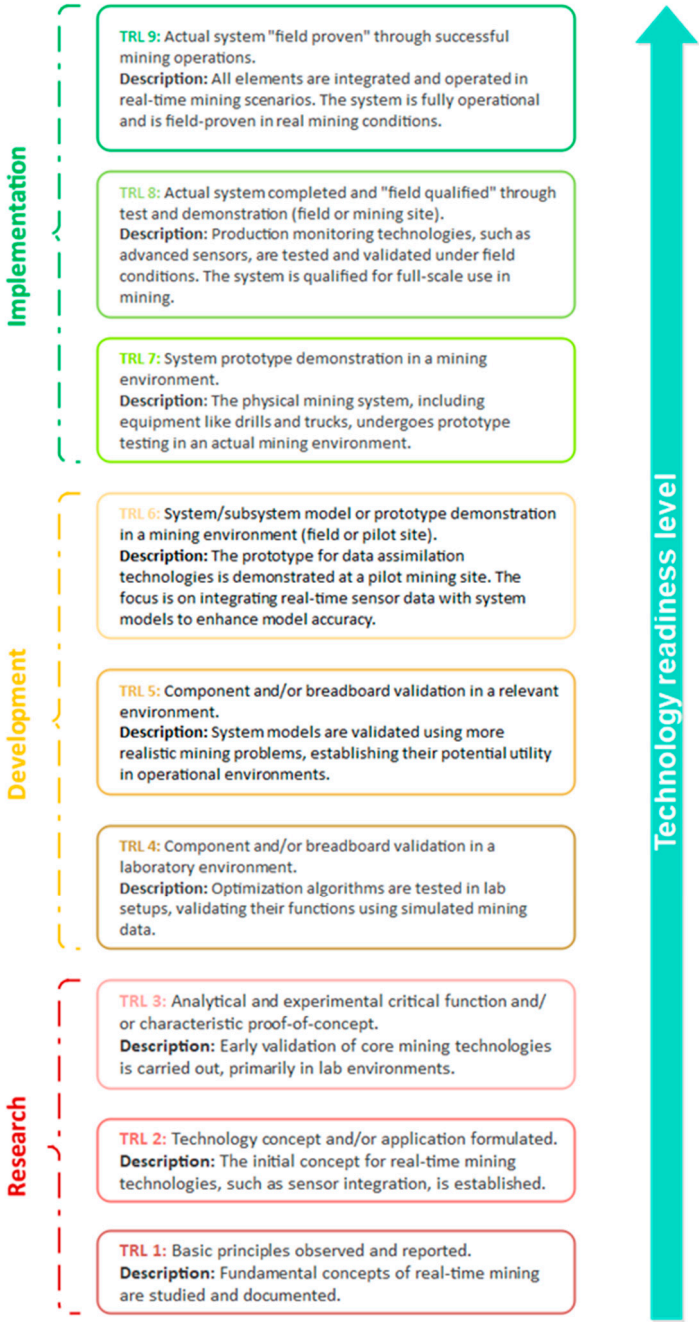 Implementation
TRL 9: Actual system "field proven" through successful
mining operations.
Description: All elements are integrated and operated in
real-time mining scenarios. The system is fully operational
and is field-proven in real mining conditions.
TRL 8: Actual system completed and "field qualified" through
test and demonstration (field or mining site).
Description: Production monitoring technologies, such as
advanced sensors, are tested and validated under field
conditions. The system is qualified for full-scale use in
mining.
TRL 7: System prototype demonstration in a mining
environment.
Description: The physical mining system, including
equipment like drills and trucks, undergoes prototype
testing in an actual mining environment.
Development
TRL 6: System/subsystem model or prototype demonstration
in a mining environment (field or pilot site).
Description: The prototype for data assimilation
technologies is demonstrated at a pilot mining site. The
focus is on integrating real-time sensor data with system
models to enhance model accuracy.
TRL 5: Component and/or breadboard validation in a relevant
environment.
Description: System models are validated using more
realistic mining problems, establishing their potential utility
in operational environments.
TRL 4: Component and/or breadboard validation in a
laboratory environment.
Description: Optimization algorithms are tested in lab
setups, validating their functions using simulated mining
data.
Research
TRL 3: Analytical and experimental critical function and/
or characteristic proof-of-concept.
Description: Early validation of core mining technologies
is carried out, primarily in lab environments.
TRL 2: Technology concept and/or application formulated.
Description: The initial concept for real-time mining
technologies, such as sensor integration, is established.
TRL 1: Basic principles observed and reported.
Description: Fundamental concepts of real-time mining
are studied and documented.
Technology readiness level